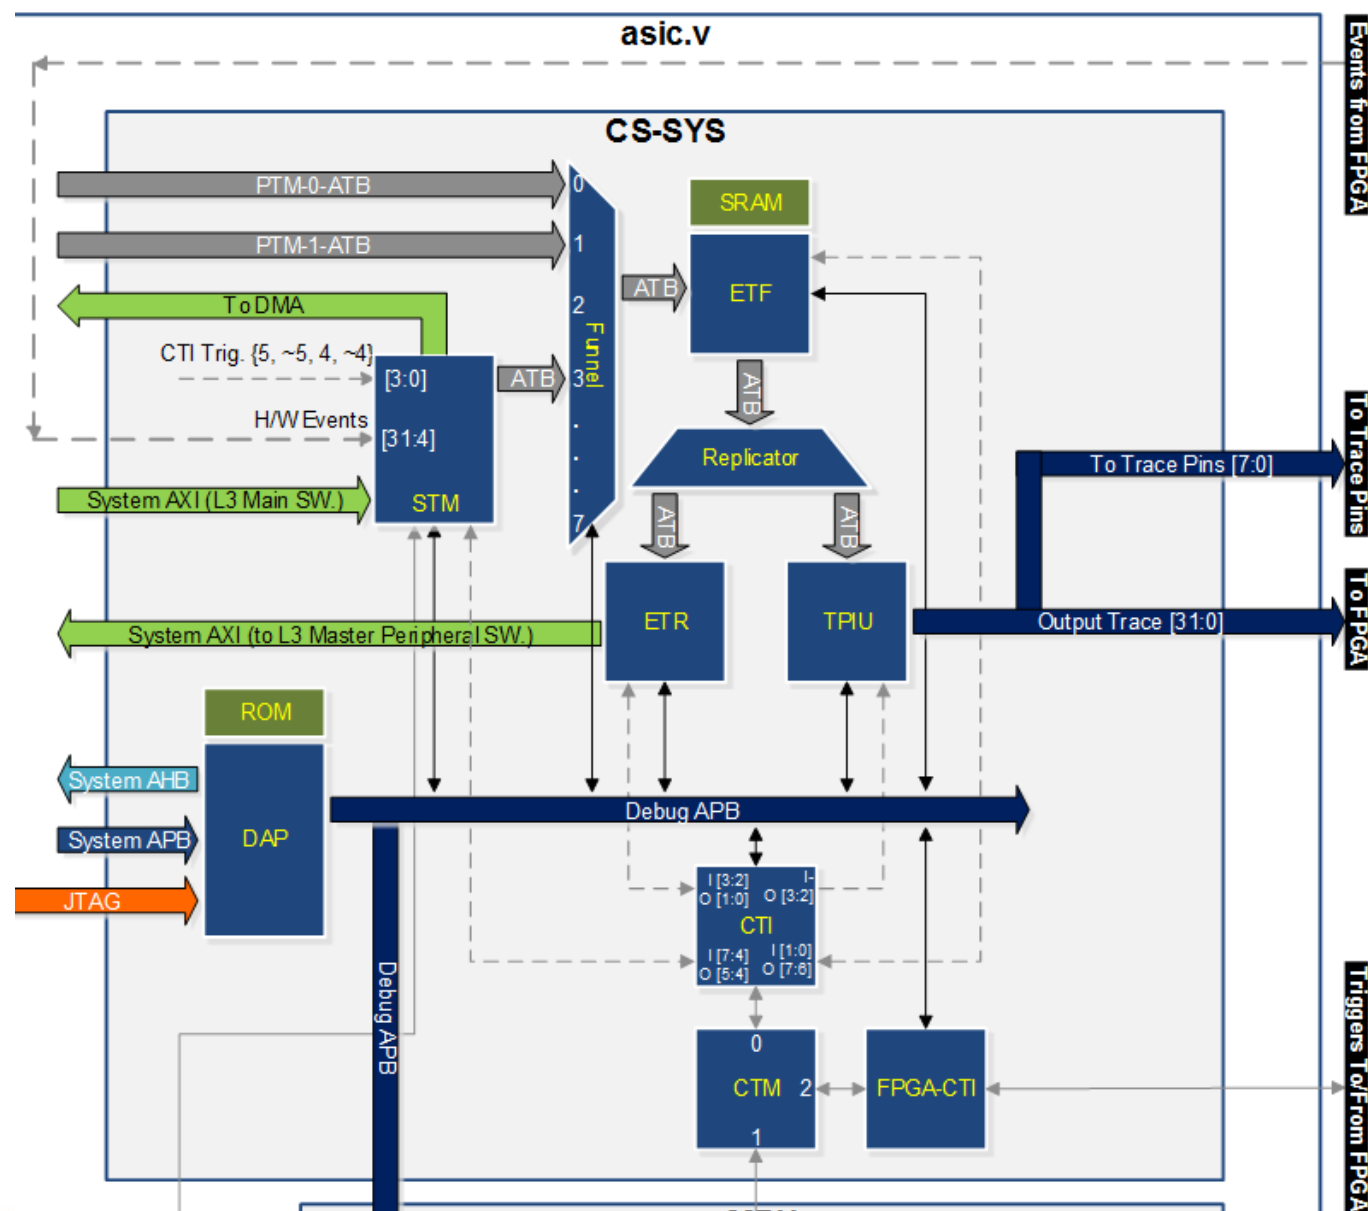 asic.v
Events from FPGA
CS-SYS
PTM-0-ATB
0
SRAM
PTM-1-ATB
1
ETF
ATB
To DMA
2
Funnel
CTI Trig. {5, ~5, 4, ~4}
[3:0]
ATB
3
ATB
H/W Events
[31:4]
.
.
.
7
Replicator
To Trace Pins [7:0]
To Trace Pins
System AXI (L3 Main SW.)
STM
ATB
ATB
ETR
TPIU
Output Trace [31:0]
To FPGA
System AXI (to L3 Master Peripheral SW.)
ROM
System AHB
DAP
System APB
Debug APB
JTAG
I [3:2]
O [1:0]
I-
O [3:2]
CTI
I [7:4]
O [5:4]
I [1:0]
O [7:6]
Debug APB
0
CTM
2
1
FPGA-CTI
Triggers To/From FPGA